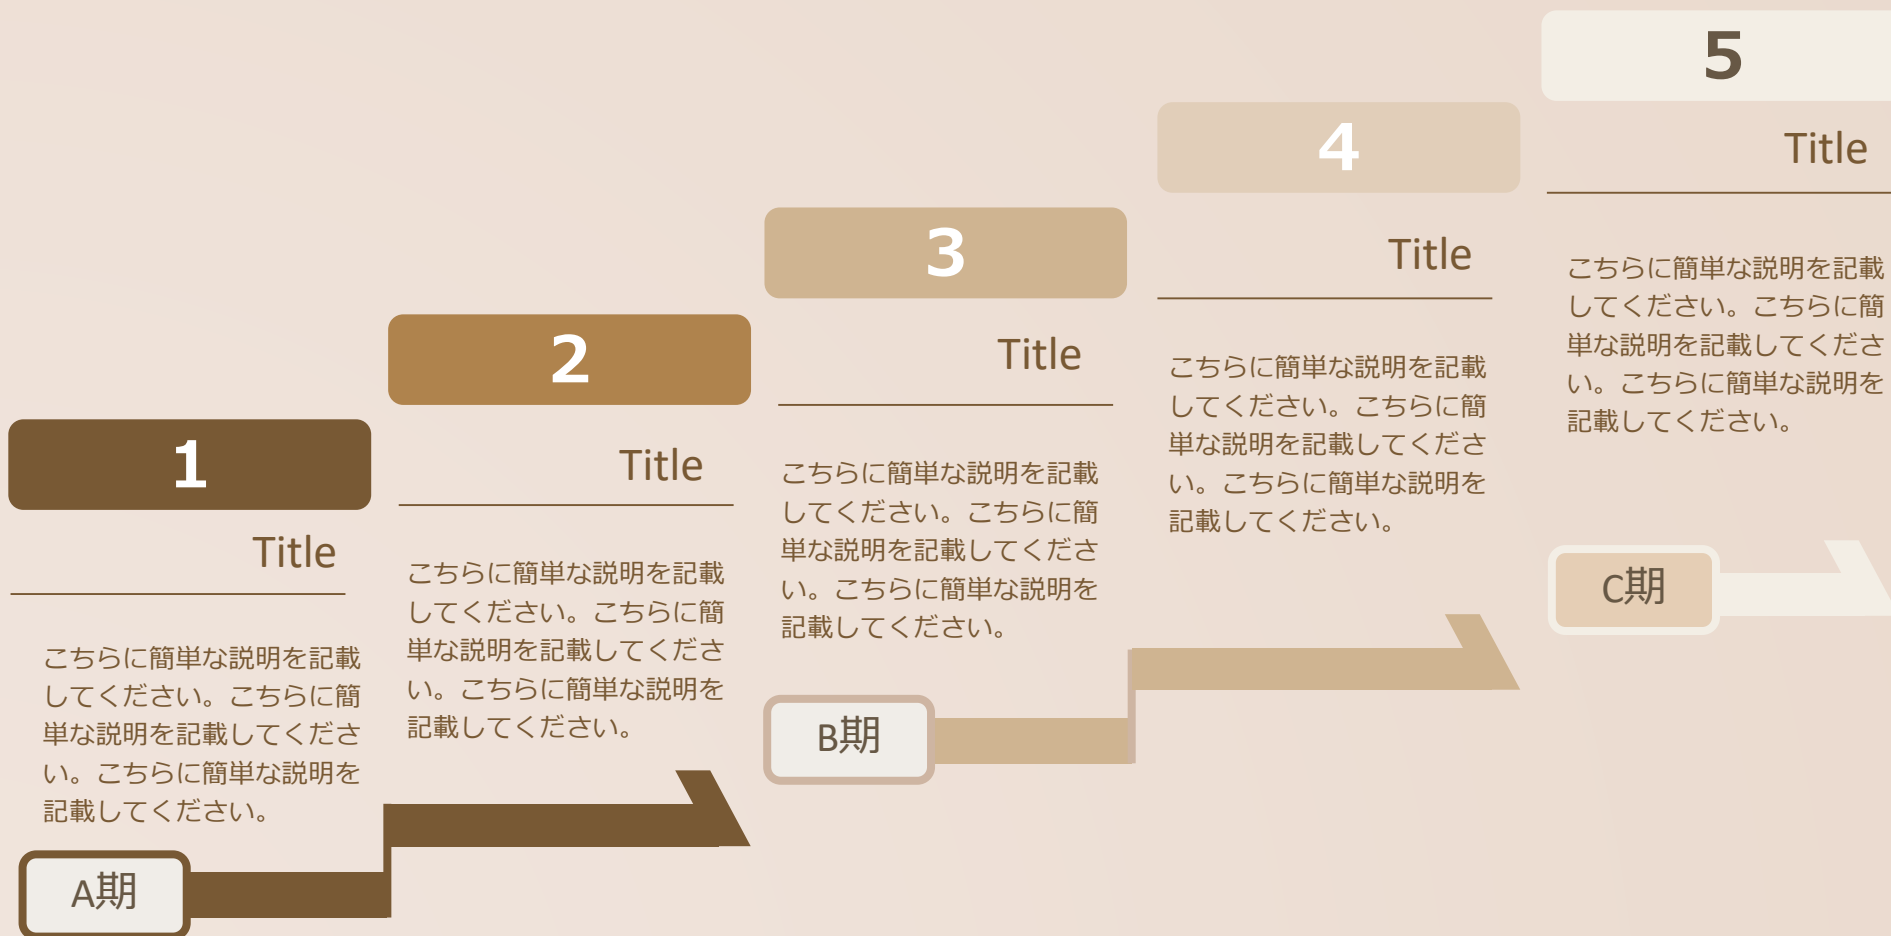 1
Title
こちらに簡単な説明を記載
してください。こちらに簡
単な説明を記載してくださ
い。こちらに簡単な説明を
記載してください。
A期
2
Title
こちらに簡単な説明を記載
してください。こちらに簡
単な説明を記載してくださ
い。こちらに簡単な説明を
記載してください。
3
Title
こちらに簡単な説明を記載
してください。こちらに簡
単な説明を記載してくださ
い。こちらに簡単な説明を
記載してください。
B期
4
Title
こちらに簡単な説明を記載
してください。こちらに簡
単な説明を記載してくださ
い。こちらに簡単な説明を
記載してください。
5
Title
こちらに簡単な説明を記載
してください。こちらに簡
単な説明を記載してくださ
い。こちらに簡単な説明を
記載してください。
C期